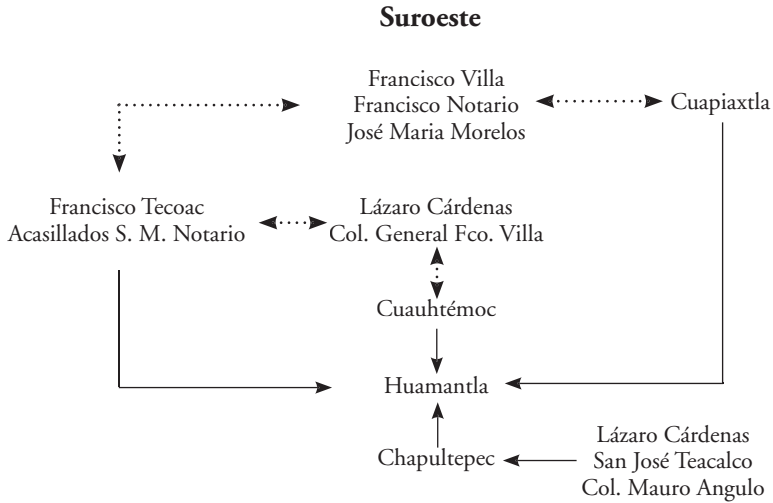 Suroeste
Francisco Villa
Francisco Notario
José Maria Morelos
Cuapiaxtla
Francisco Tecoac
Acasillados S. M. Notario
Lázaro Cárdenas
Col. General Fco. Villa
Cuauhtémoc
Huamantla
Chapultepec
Lázaro Cárdenas
San José Teacalco
Col. Mauro Angulo